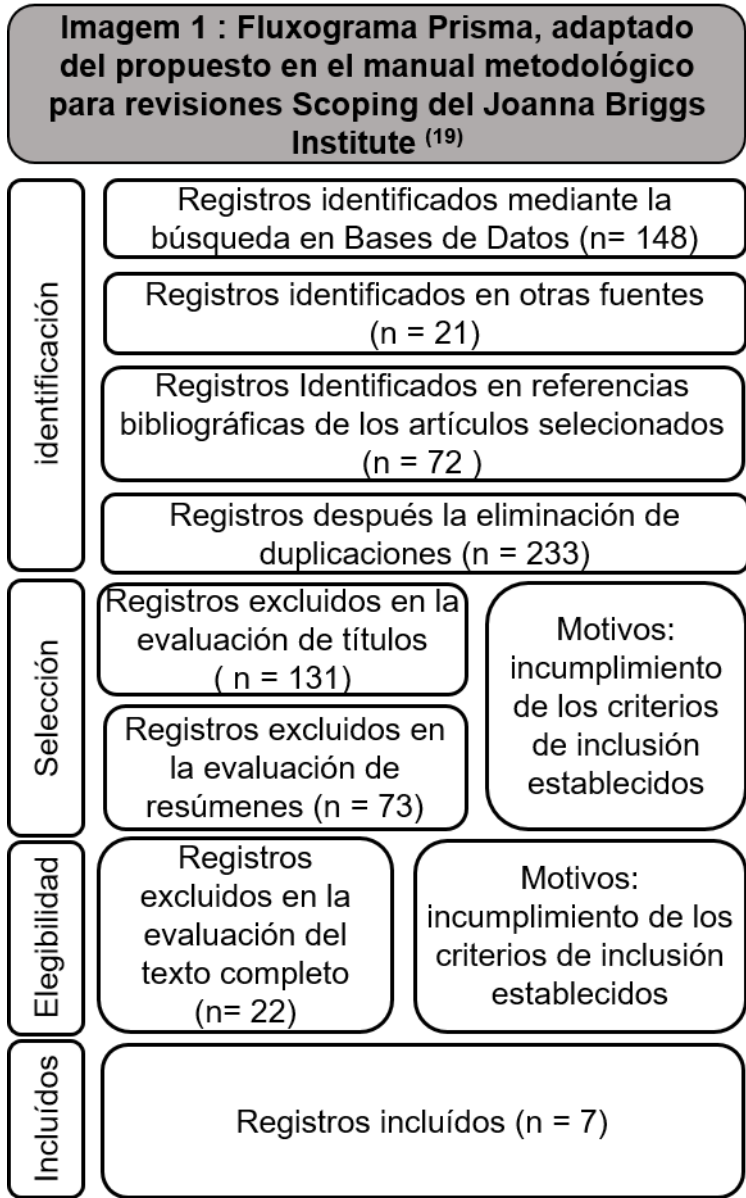 Imagem 1 : Fluxograma Prisma, adaptado
del propuesto en el manual metodológico
para revisiones Scoping del Joanna Briggs
Institute (19)
identificación
Registros identificados mediante la
búsqueda en Bases de Datos (n= 148)
Registros identificados en otras fuentes
(n = 21)
Registros Identificados en referencias
bibliográficas de los artículos selecionados
(n = 72 )
Registros después la eliminación de
duplicaciones (n = 233)
Selección
Registros excluidos en la
evaluación de títulos
( n = 131)
Registros excluidos en
la evaluación de
resúmenes (n = 73)
Motivos:
incumplimiento
de los criterios
de inclusión
establecidos
Elegibilidad
Registros
excluidos en la
evaluación del
texto completo
(n= 22)
Motivos:
incumplimiento de los
criterios de inclusión
establecidos
Incluídos
Registros incluídos (n = 7)